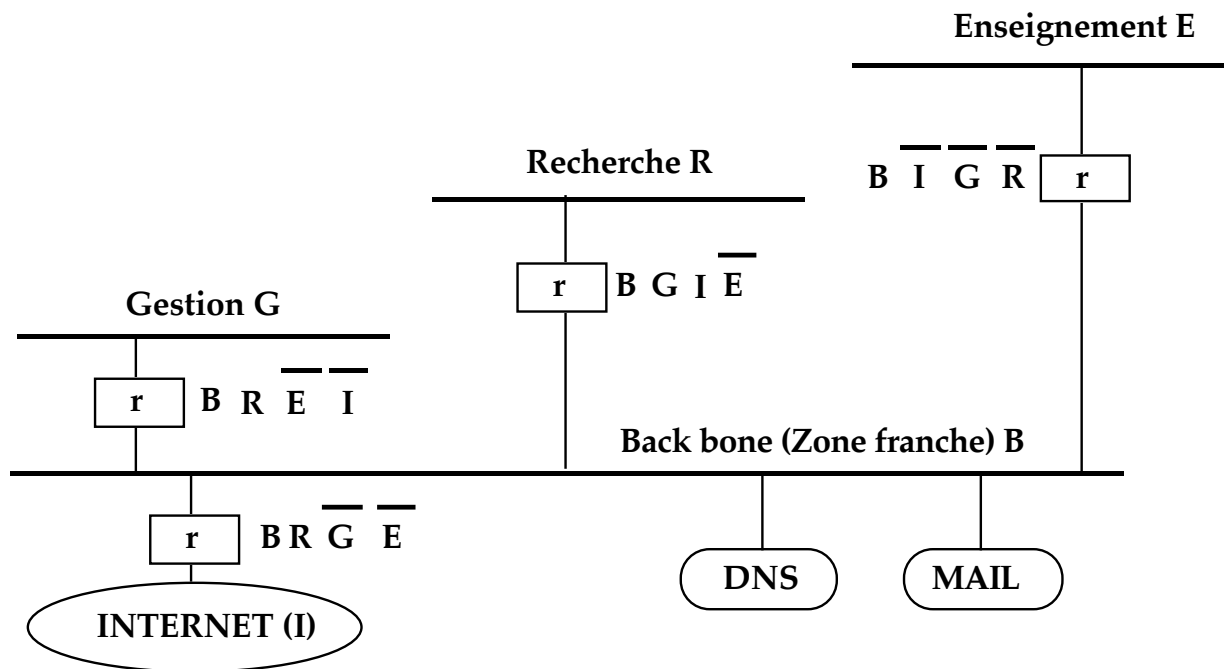 Enseignement E
B I̅ G̅ R̅ r
Recherche R
r B G I E̅
Gestion G
r B R E̅ I̅
Back bone (Zone franche) B
r B R G̅ E̅
DNS MAIL
INTERNET (I)